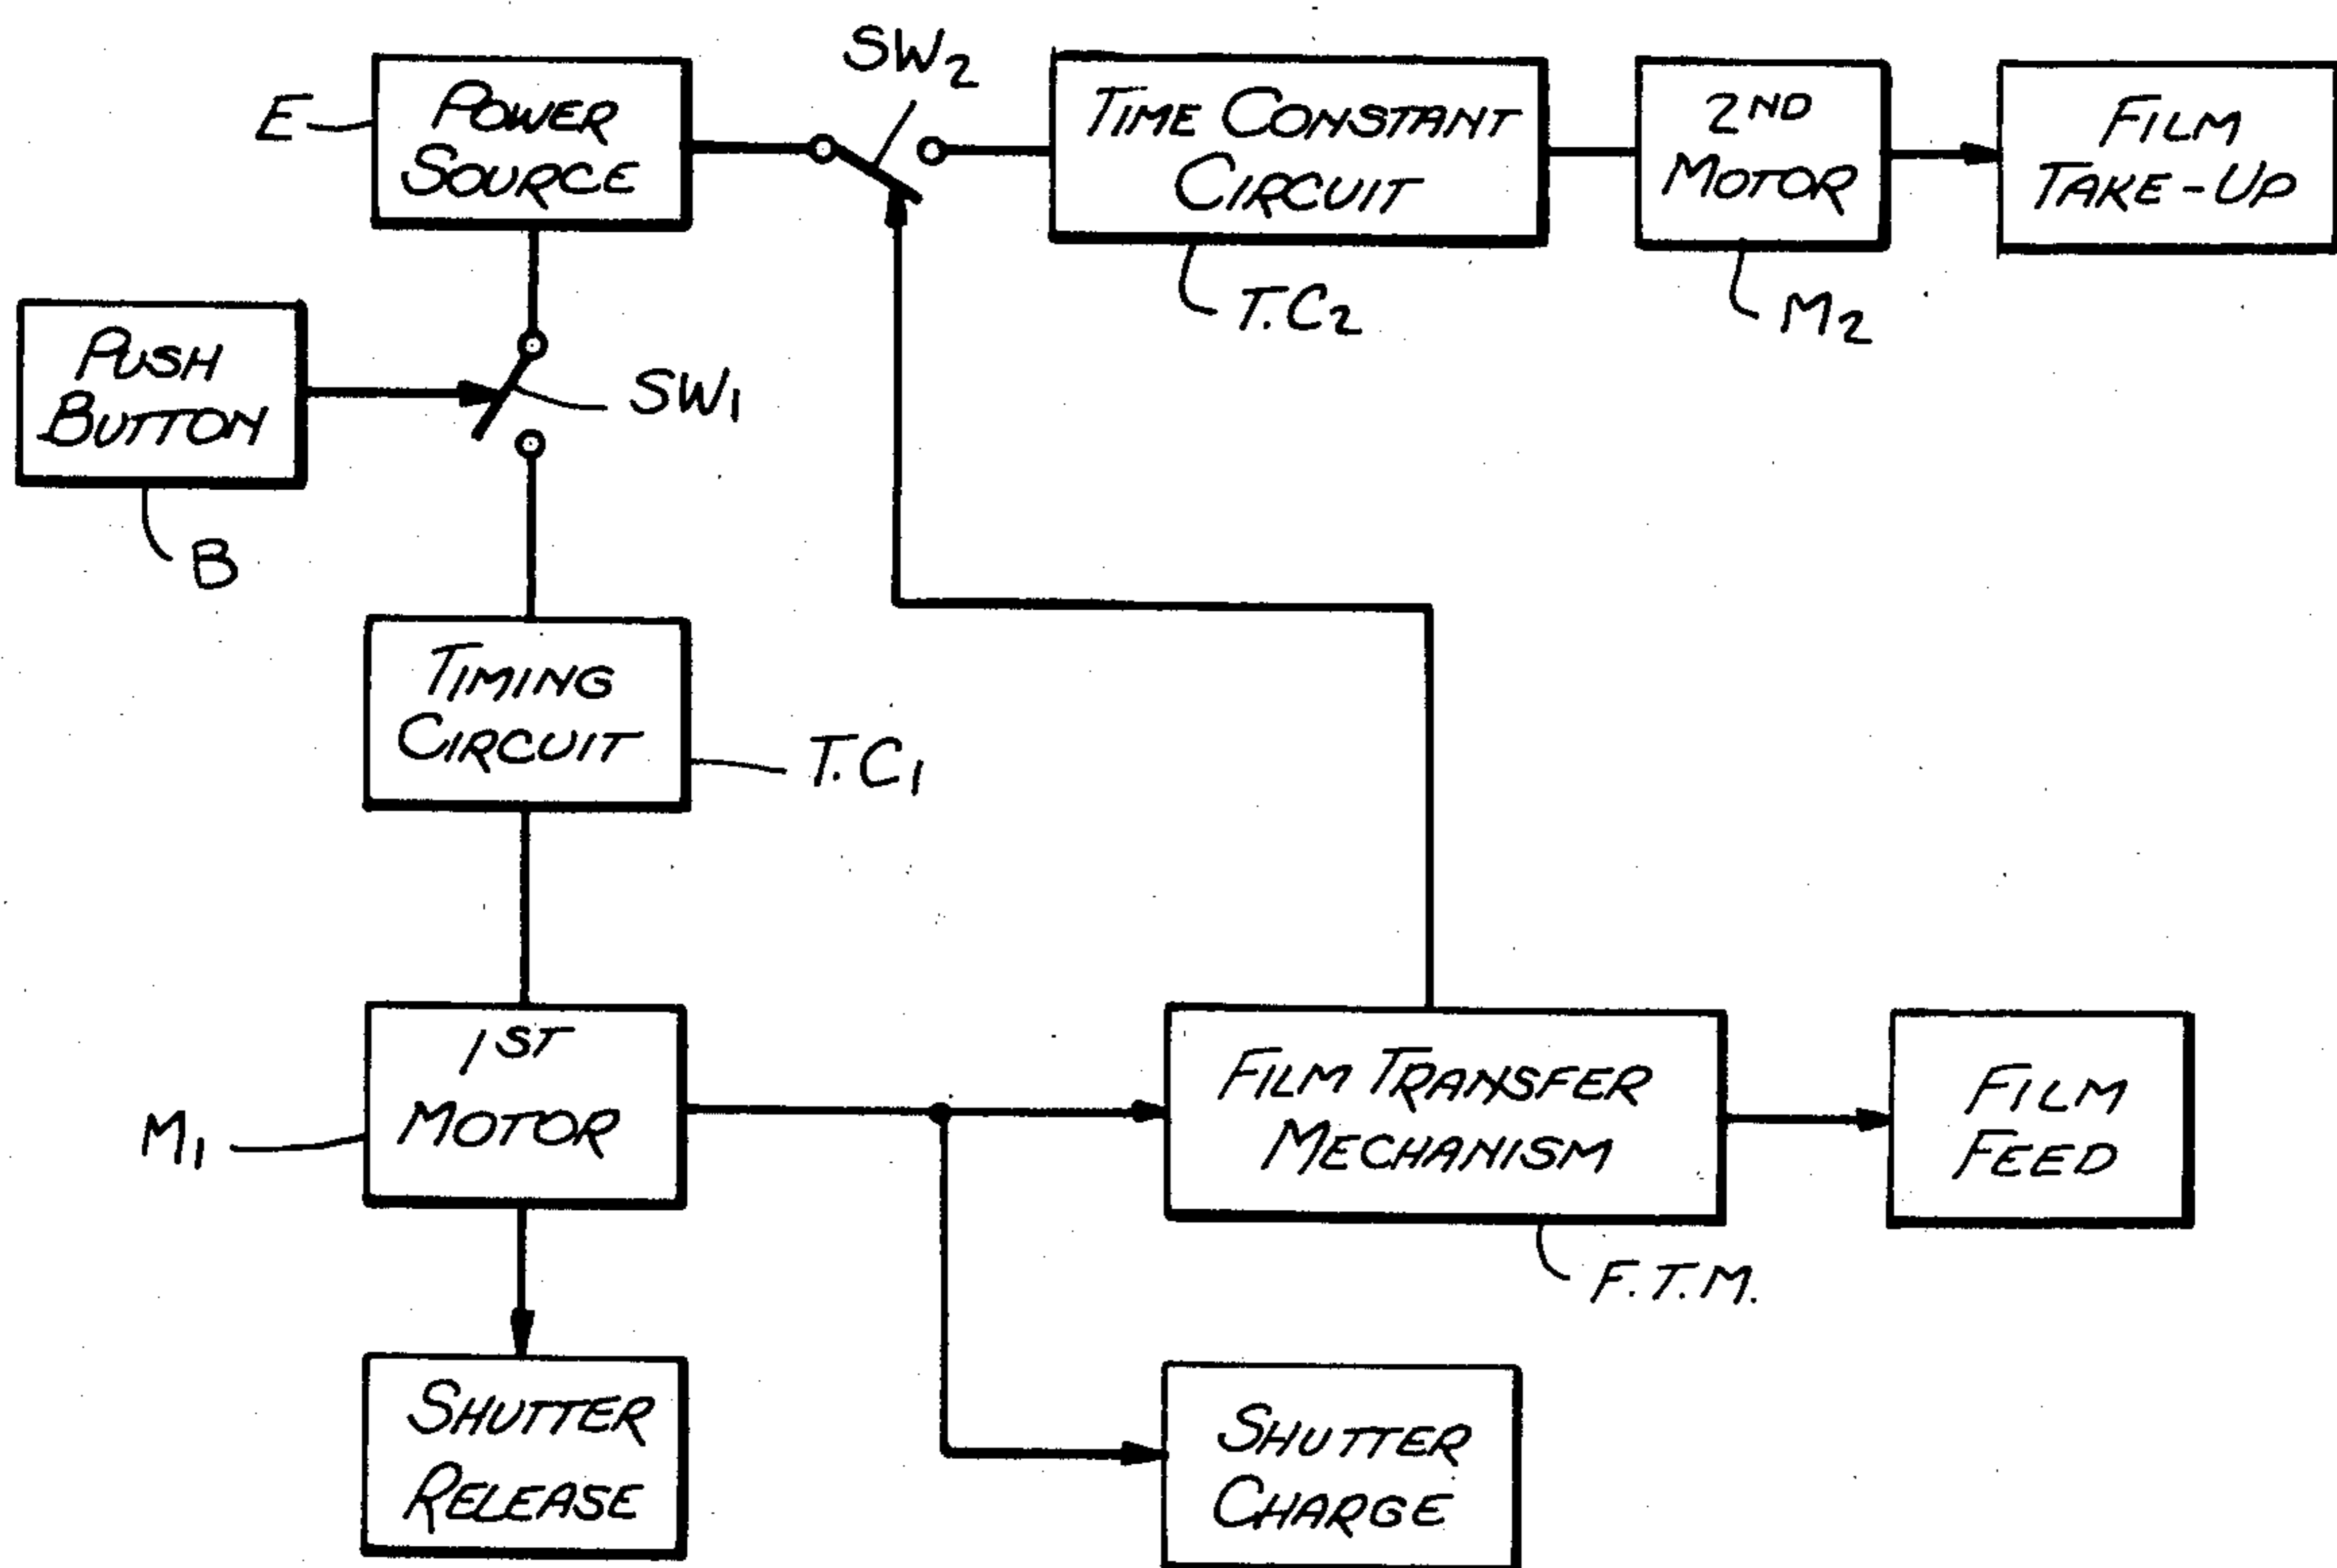 SW2
E
POWER
SOURCE
TIME CONSTANT
CIRCUIT
2ND
MOTOR
FILM
TAKE-UP
T.C2
M2
PUSH
BUTTON
SW1
B
TIMING
CIRCUIT
T.C1
1ST
MOTOR
M1
FILM TRANSFER
MECHANISM
FILM
FEED
F.T.M.
SHUTTER
RELEASE
SHUTTER
CHARGE